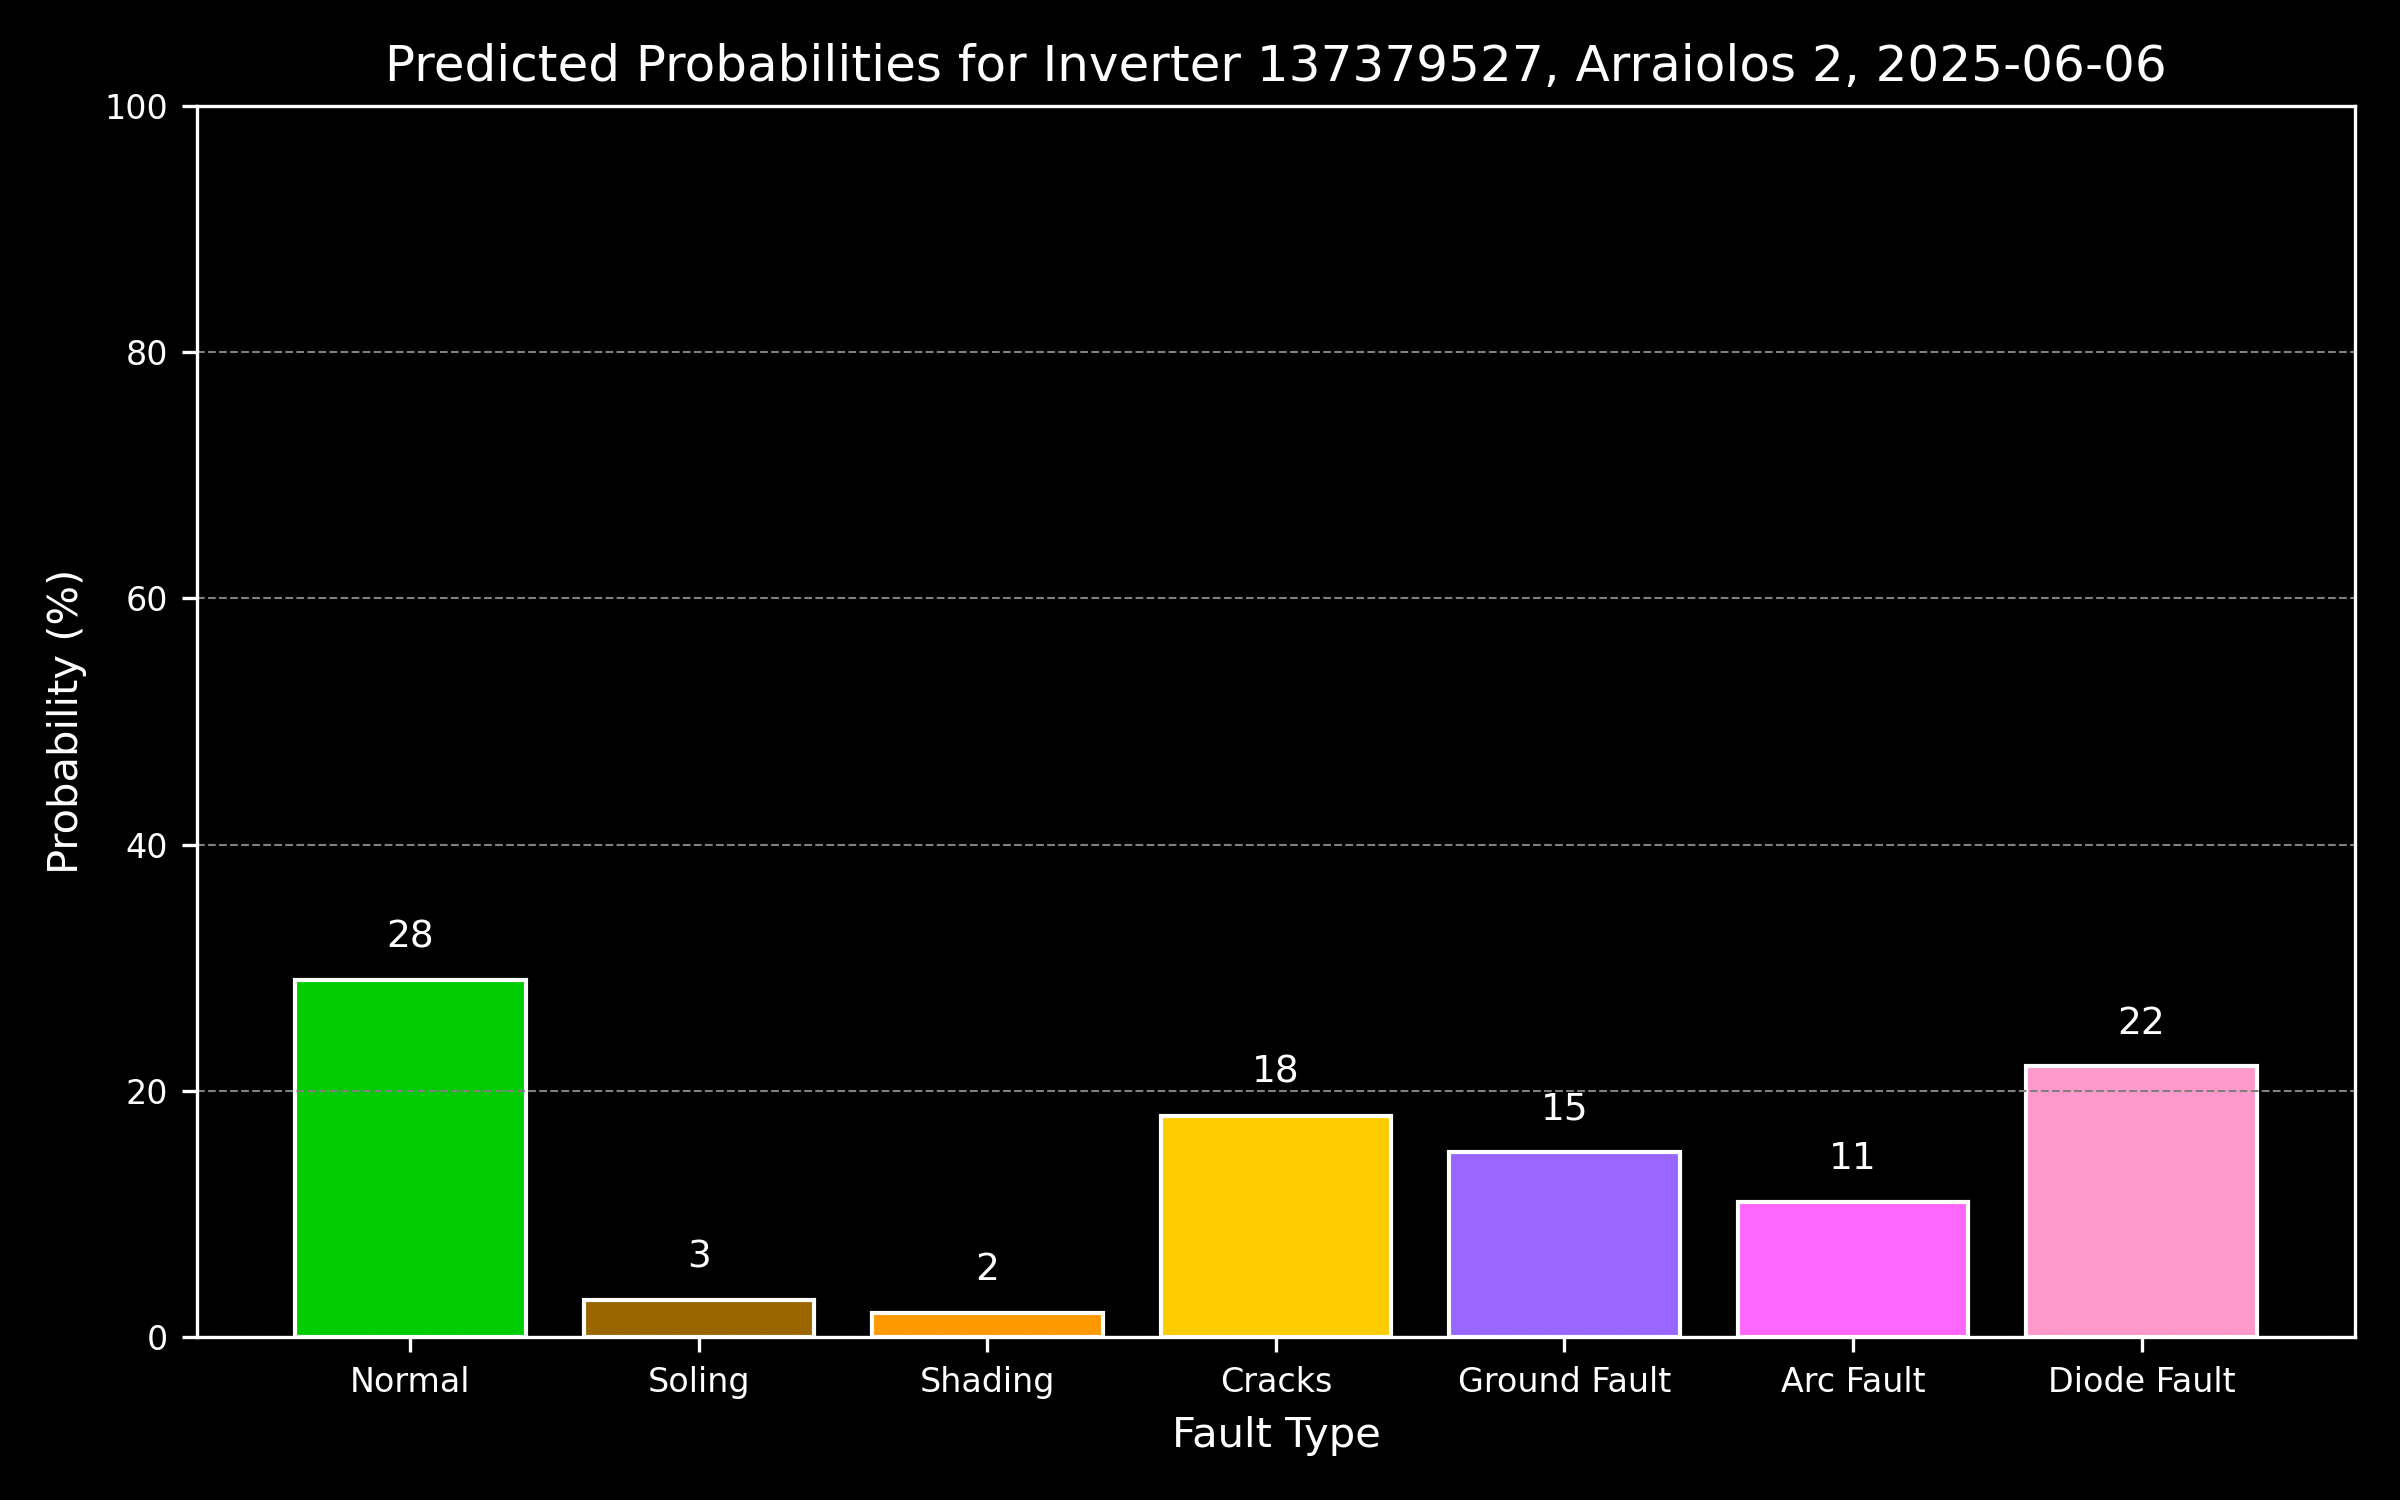 Predicted Probabilities for Inverter 137379527, Arraiolos 2, 2025-06-06
Probability (%)
100
80
60
40
20
0
28
3
2
18
15
11
22
Normal
Soling
Shading
Cracks
Ground Fault
Arc Fault
Diode Fault
Fault Type